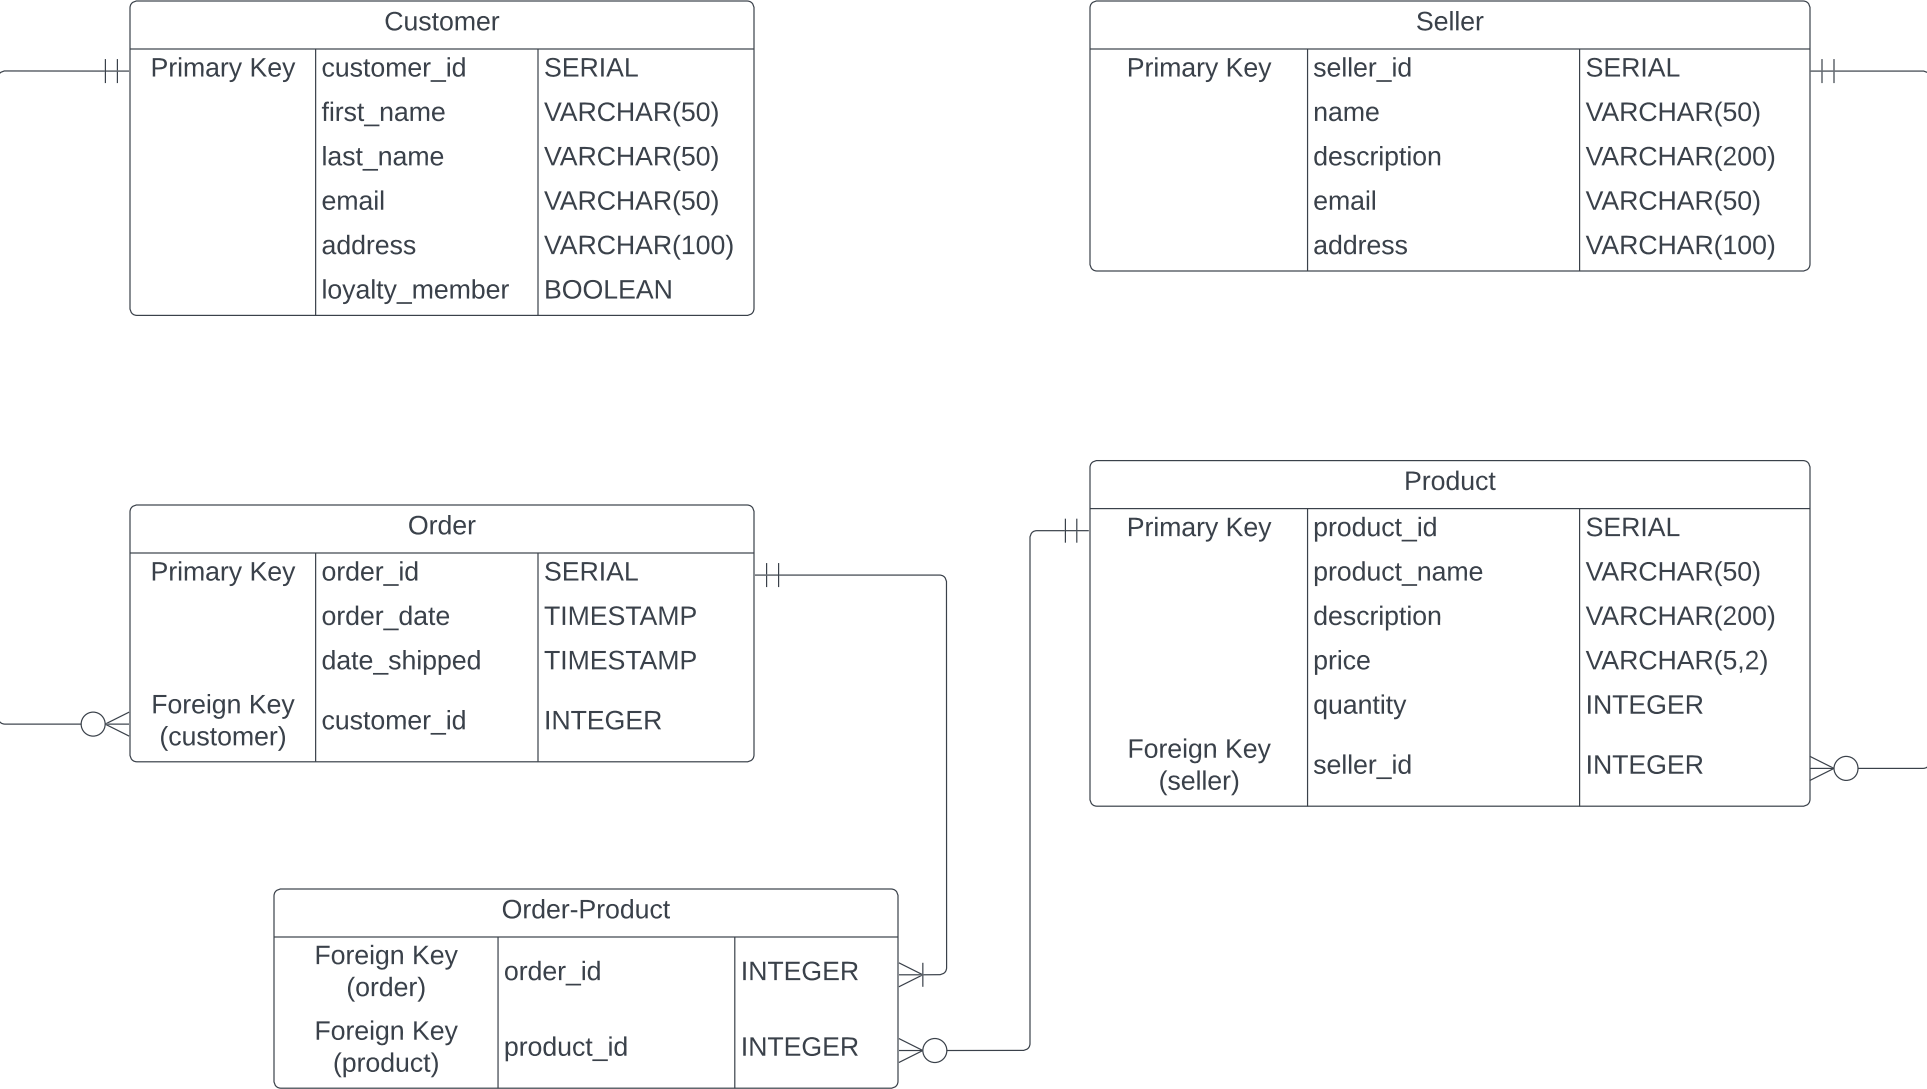 Customer
Primary Key customer_id SERIAL
first_name VARCHAR(50)
last_name VARCHAR(50)
email VARCHAR(50)
address VARCHAR(100)
loyalty_member BOOLEAN
Seller
Primary Key seller_id SERIAL
name VARCHAR(50)
description VARCHAR(200)
email VARCHAR(50)
address VARCHAR(100)
Order
Primary Key order_id SERIAL
order_date TIMESTAMP
date_shipped TIMESTAMP
Foreign Key
(customer) customer_id INTEGER
Product
Primary Key product_id SERIAL
product_name VARCHAR(50)
description VARCHAR(200)
price VARCHAR(5,2)
quantity INTEGER
Foreign Key
(seller) seller_id INTEGER
Order-Product
Foreign Key
(order) order_id INTEGER
Foreign Key
(product) product_id INTEGER